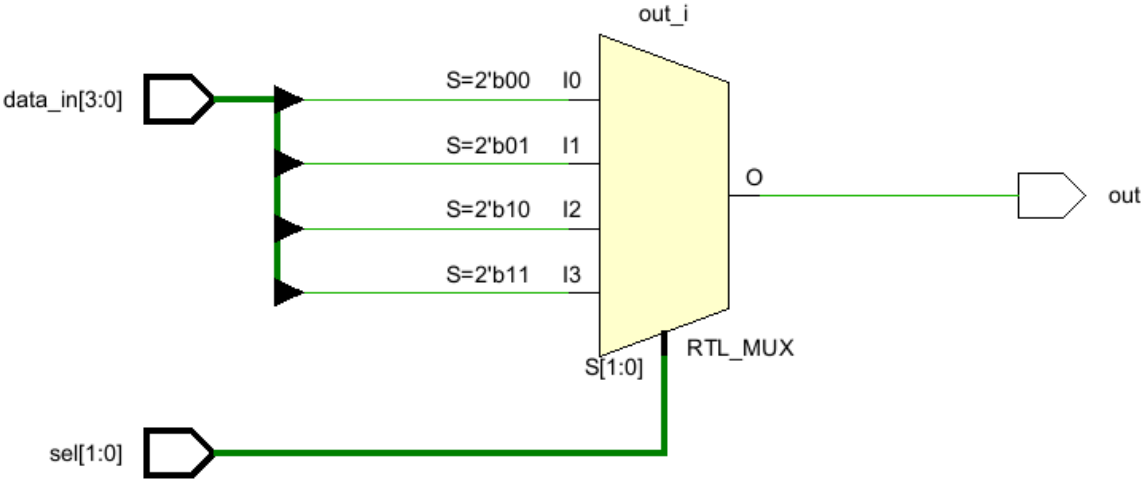 out_i
data_in[3:0]
S=2'b00 I0
S=2'b01 I1
S=2'b10 I2
S=2'b11 I3
O
out
S[1:0]
RTL_MUX
sel[1:0]